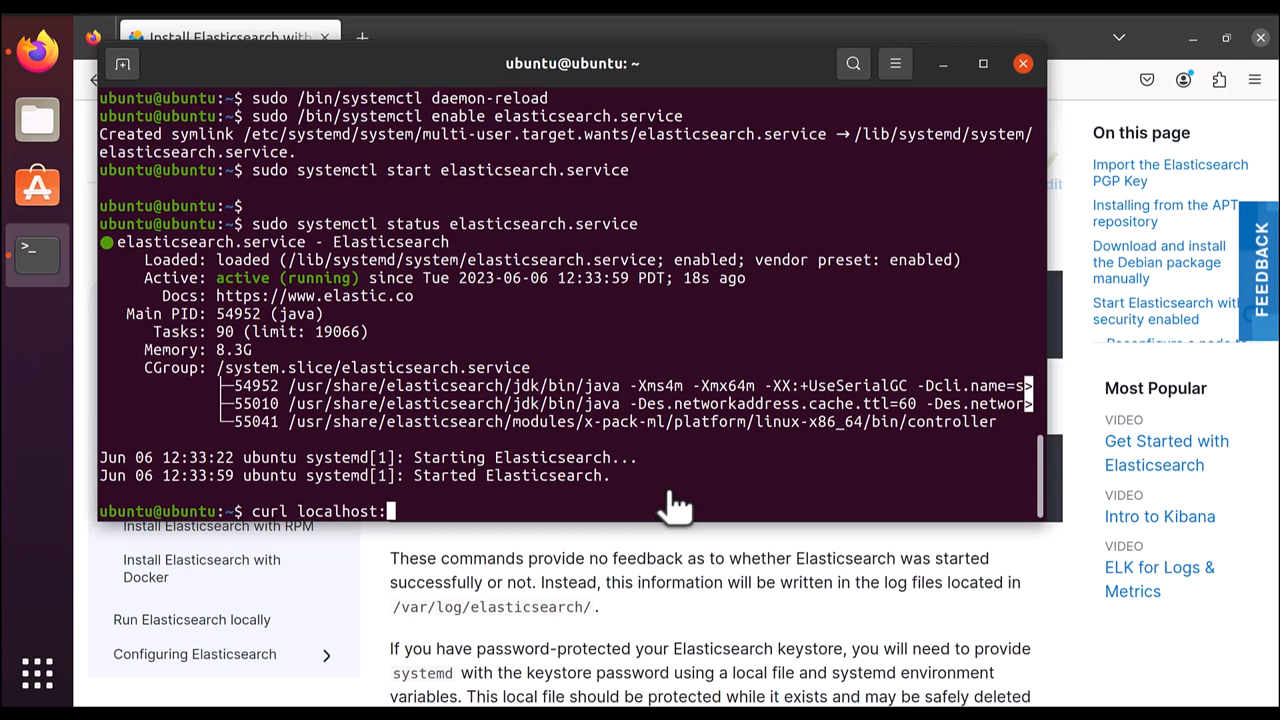 Install Elasticsearch with
ubuntu@ubuntu: ~
ubuntu@ubuntu:~$ sudo /bin/systemctl daemon-reload
ubuntu@ubuntu:~$ sudo /bin/systemctl enable elasticsearch.service
Created symlink /etc/systemd/system/multi-user.target.wants/elasticsearch.service → /lib/systemd/system/
elasticsearch.service.
ubuntu@ubuntu:~$ sudo systemctl start elasticsearch.service
ubuntu@ubuntu:~$
ubuntu@ubuntu:~$ sudo systemctl status elasticsearch.service
elasticsearch.service - Elasticsearch
Loaded: loaded (/lib/systemd/system/elasticsearch.service; enabled; vendor preset: enabled)
Active: active (running) since Tue 2023-06-06 12:33:59 PDT; 18s ago
Docs: https://www.elastic.co
Main PID: 54952 (java)
Tasks: 90 (limit: 19066)
Memory: 8.3G
CGroup: /system.slice/elasticsearch.service
├─54952 /usr/share/elasticsearch/jdk/bin/java -Xms4m -Xmx64m -XX:+UseSerialGC -Dcli.name=s>
├─55010 /usr/share/elasticsearch/jdk/bin/java -Des.networkaddress.cache.ttl=60 -Des.networ>
└─55041 /usr/share/elasticsearch/modules/x-pack-ml/platform/linux-x86_64/bin/controller
Jun 06 12:33:22 ubuntu systemd[1]: Starting Elasticsearch...
Jun 06 12:33:59 ubuntu systemd[1]: Started Elasticsearch.
ubuntu@ubuntu:~$ curl localhost:
Install Elasticsearch with RPM
Install Elasticsearch with
Docker
Run Elasticsearch locally
Configuring Elasticsearch
These commands provide no feedback as to whether Elasticsearch was started
successfully or not. Instead, this information will be written in the log files located in
/var/log/elasticsearch/.
If you have password-protected your Elasticsearch keystore, you will need to provide
systemd with the keystore password using a local file and systemd environment
variables. This local file should be protected while it exists and may be safely deleted
On this page
Import the Elasticsearch
PGP Key
Installing from the APT
repository
Download and install
the Debian package
manually
Start Elasticsearch with
security enabled
FEEDBACK
Most Popular
VIDEO
Get Started with
Elasticsearch
VIDEO
Intro to Kibana
VIDEO
ELK for Logs &
Metrics